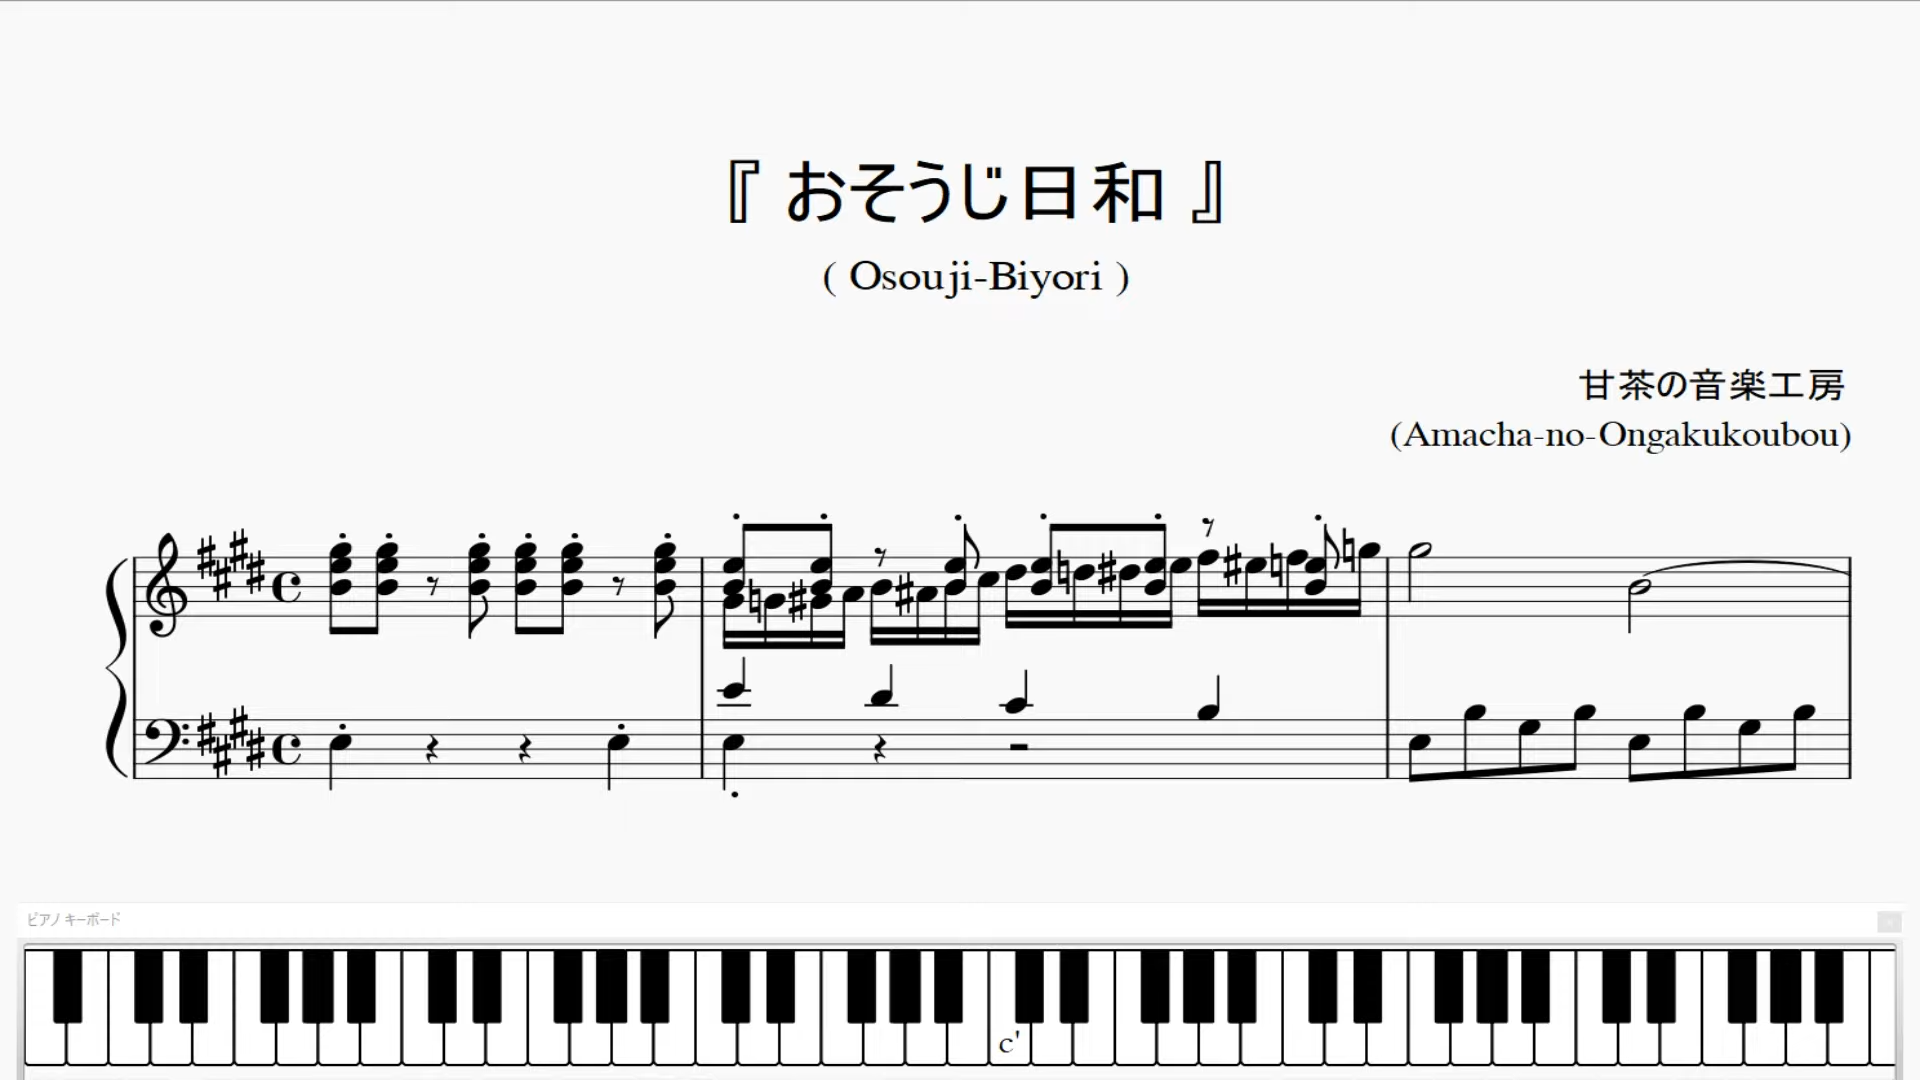 『 おそうじ日和 』
( Osouji-Biyori )
甘茶の音楽工房
(Amacha-no-Ongakukoubou)
ピアノ キーボード
c'